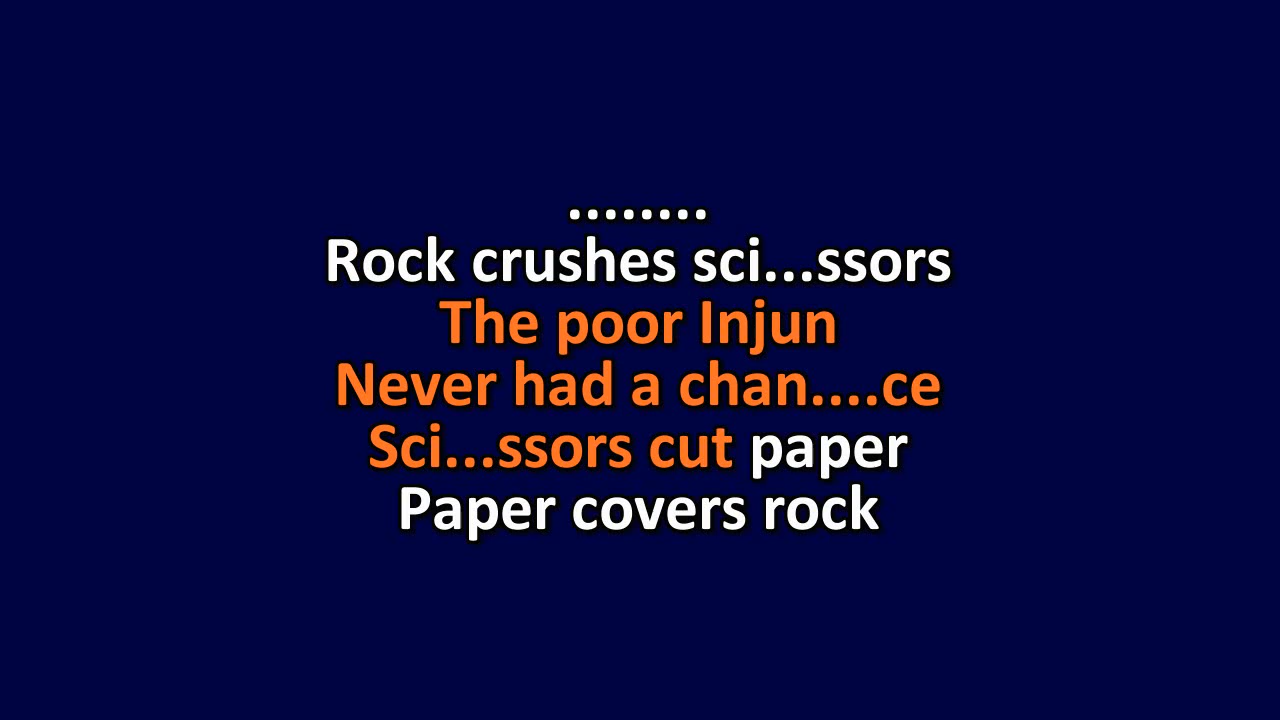 ........
Rock crushes sci...ssors
The poor Injun
Never had a chan....ce
Sci...ssors cut paper
Paper covers rock